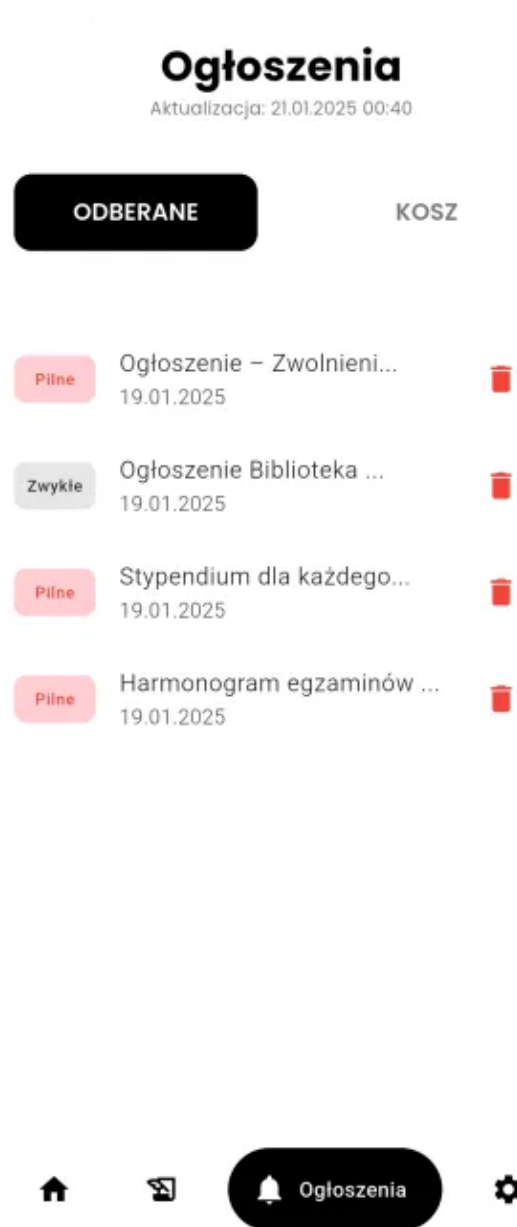 Ogłoszenia
Aktualizacja: 21.01.2025 00:40
ODBERANE
KOSZ
Pilne
Ogłoszenie – Zwolnieni...
19.01.2025
Zwykłe
Ogłoszenie Biblioteka ...
19.01.2025
Pilne
Stypendium dla każdego...
19.01.2025
Pilne
Harmonogram egzaminów ...
19.01.2025
Ogłoszenia